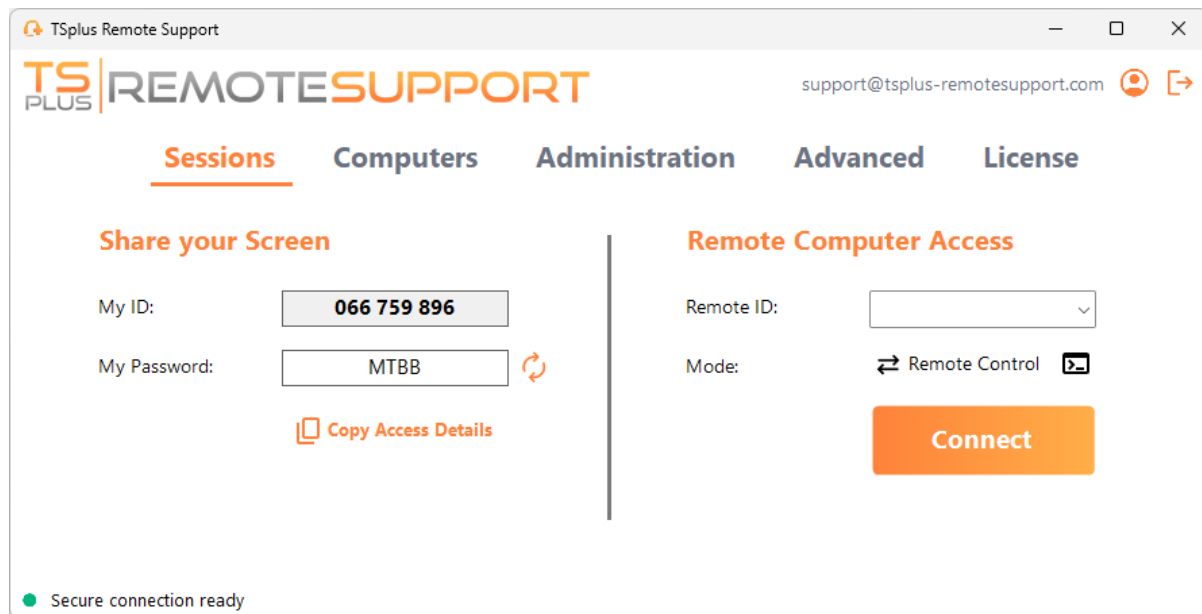 TSplus Remote Support
TS PLUS REMOTESUPPORT
support@tsplus-remotesupport.com
Sessions Computers Administration Advanced License
Share your Screen
My ID: 066 759 896
My Password: MTBB
Copy Access Details
Remote Computer Access
Remote ID:
Mode: Remote Control
Connect
Secure connection ready